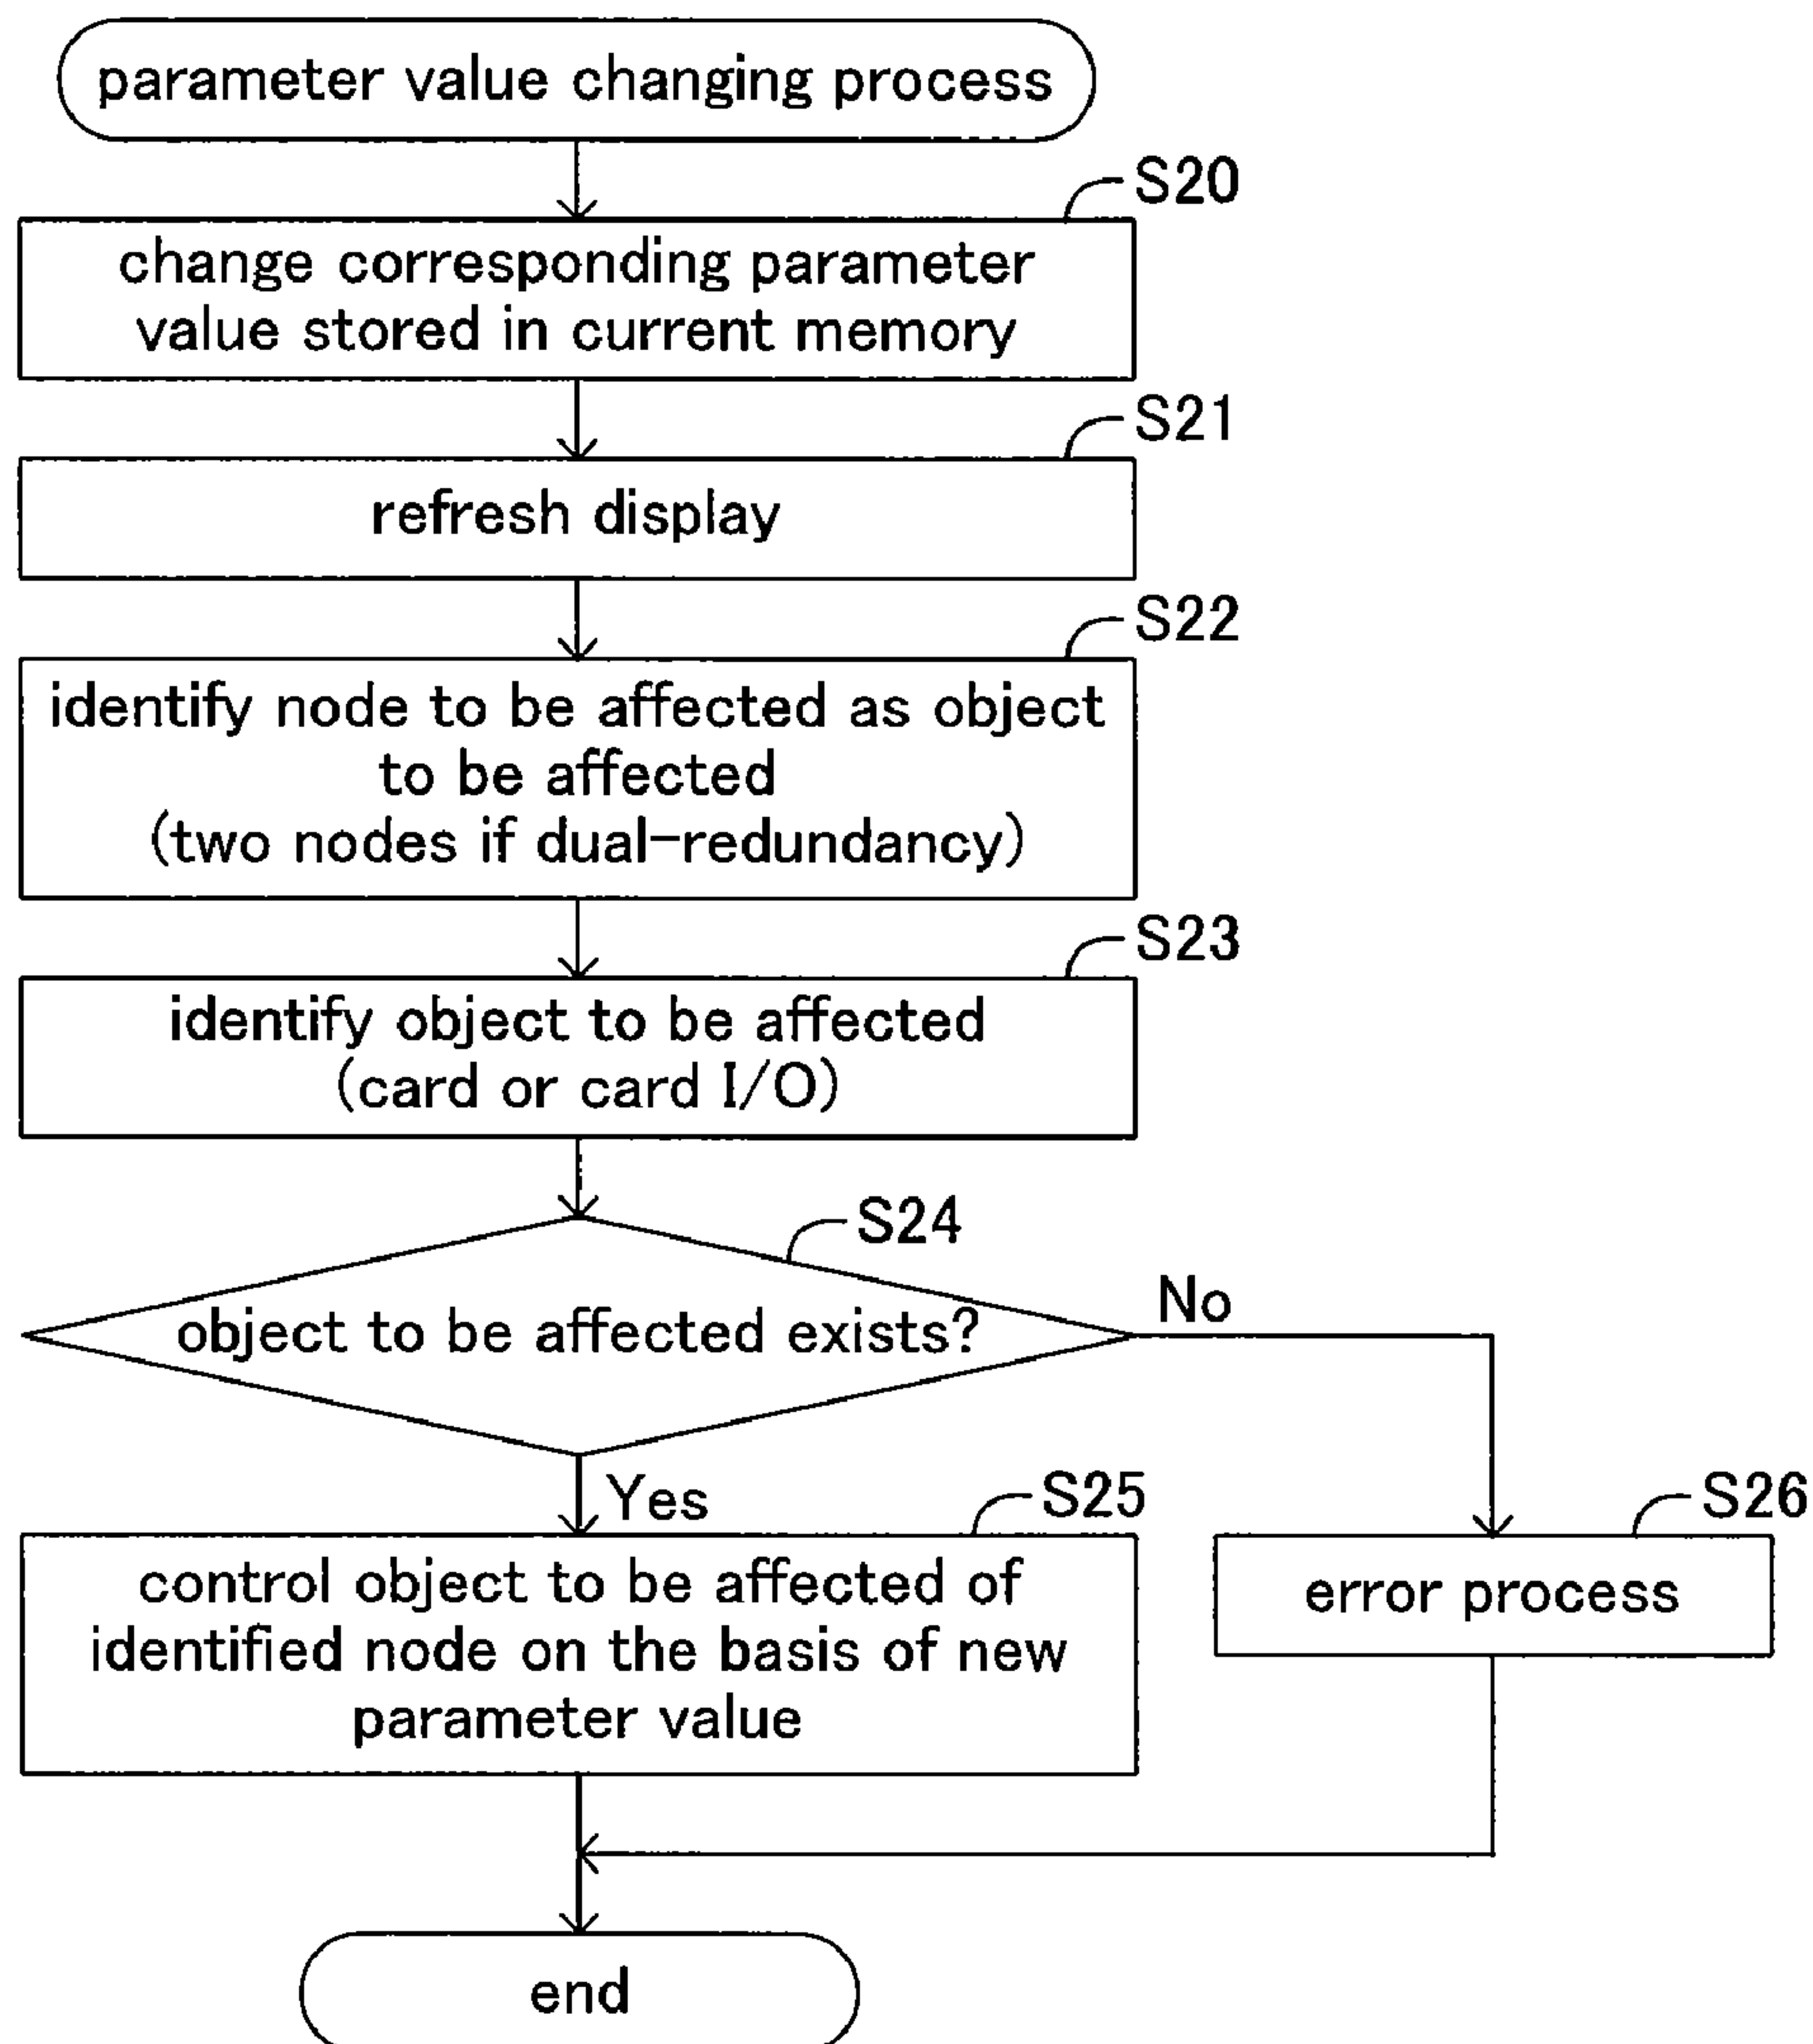 parameter value changing process
S20
change corresponding parameter
value stored in current memory
S21
refresh display
S22
identify node to be affected as object
to be affected
(two nodes if dual-redundancy)
S23
identify object to be affected
(card or card I/O)
S24
object to be affected exists?
No
Yes
S25
control object to be affected of
identified node on the basis of new
parameter value
S26
error process
end